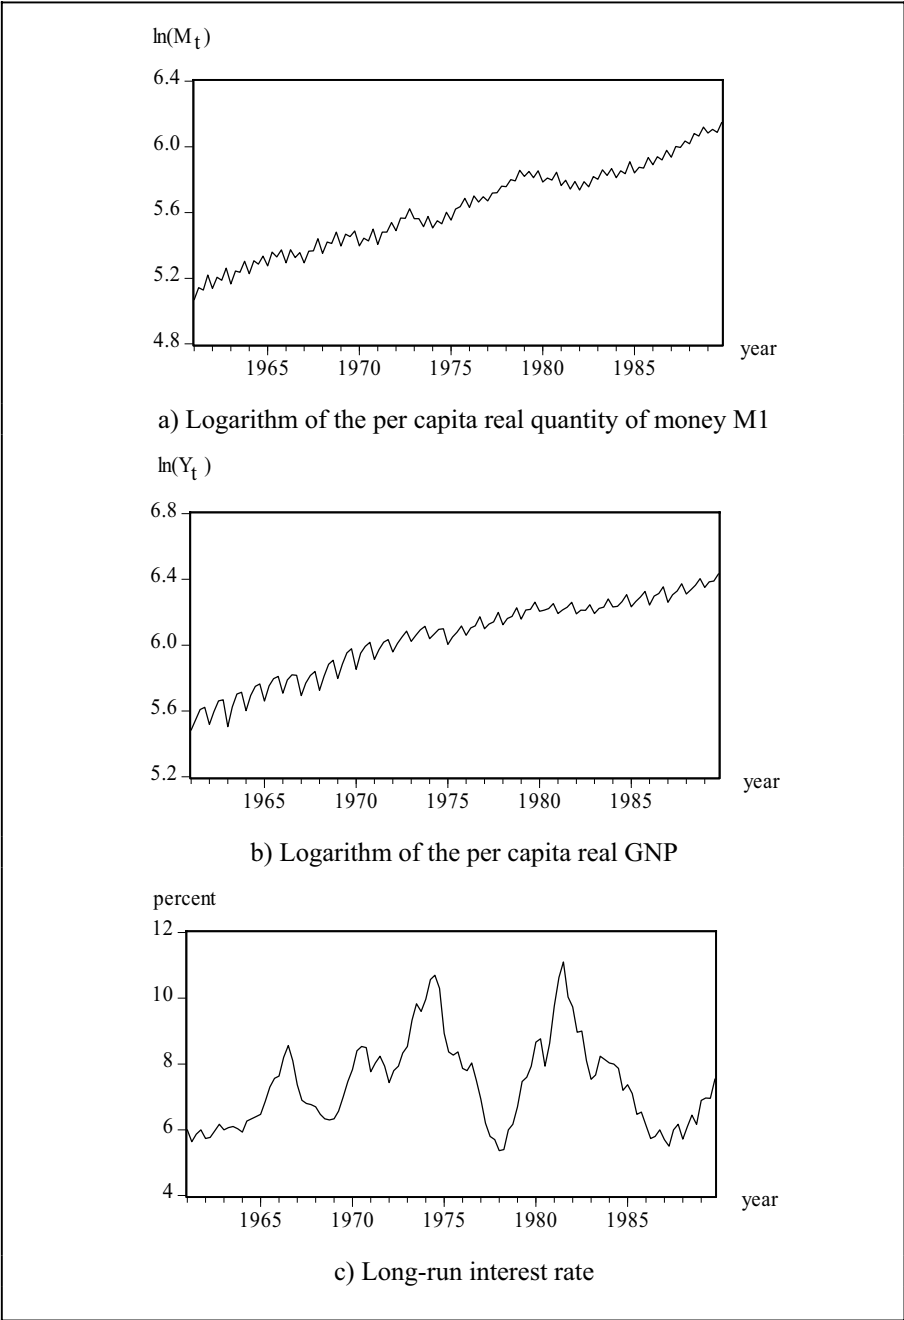 ln(Mt)
6.4
6.0
5.6
5.2
4.8
1965 1970 1975 1980 1985 year
a) Logarithm of the per capita real quantity of money M1
ln(Yt )
6.8
6.4
6.0
5.6
5.2
1965 1970 1975 1980 1985 year
b) Logarithm of the per capita real GNP
percent
12
10
8
6
4
1965 1970 1975 1980 1985 year
c) Long-run interest rate